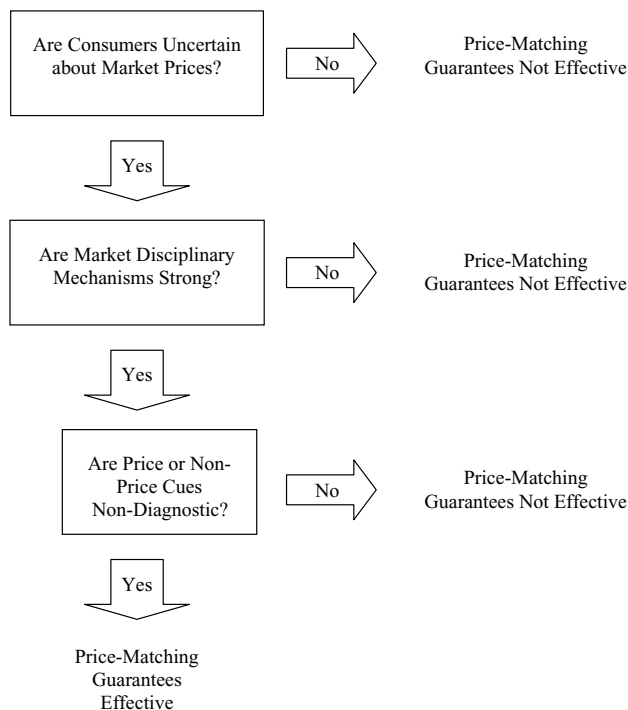 Are Consumers Uncertain
about Market Prices?
No
Price-Matching
Guarantees Not Effective
Yes
Are Market Disciplinary
Mechanisms Strong?
No
Price-Matching
Guarantees Not Effective
Yes
Are Price or Non-
Price Cues
Non-Diagnostic?
No
Price-Matching
Guarantees Not Effective
Yes
Price-Matching
Guarantees
Effective